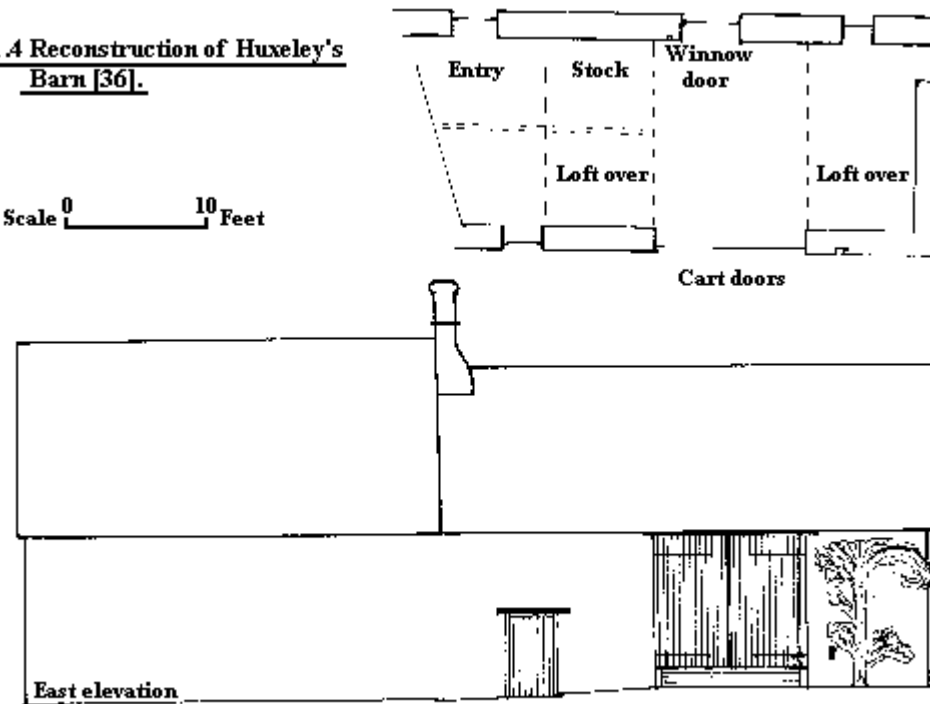 .4 Reconstruction of Huxeley's
Barn [36].
Entry
Stock
Winnow
door
Loft over
Loft over
Scale 0 10 Feet
Cart doors
East elevation